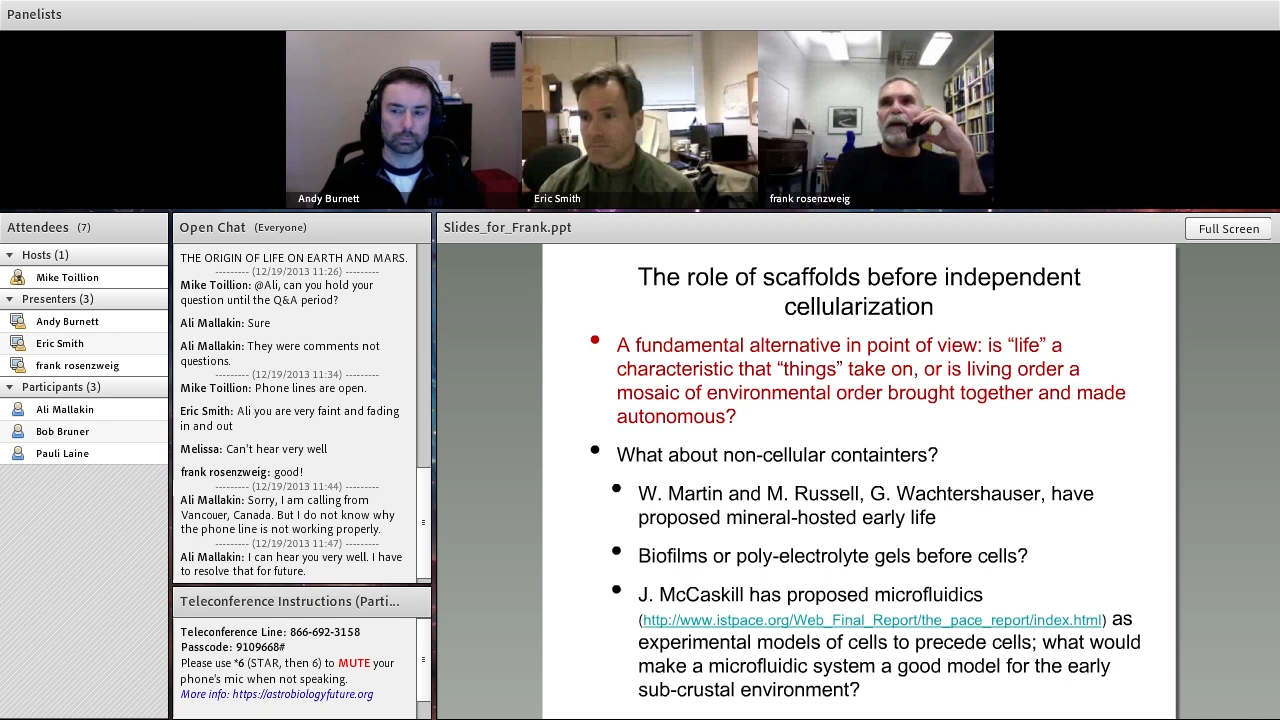 Panelists
Andy Burnett
Eric Smith
frank rosenzweig
Attendees (7)
Hosts (1)
Mike Toillion
Presenters (3)
Andy Burnett
Eric Smith
frank rosenzweig
Participants (3)
Ali Mallakin
Bob Bruner
Pauli Laine
Open Chat (Everyone)
THE ORIGIN OF LIFE ON EARTH AND MARS.
--------- (12/19/2013 11:26) ---------
Mike Toillion: @Ali, can you hold your
question until the Q&A period?
Ali Mallakin: Sure
Ali Mallakin: They were comments not
questions.
--------- (12/19/2013 11:34) ---------
Mike Toillion: Phone lines are open.
Eric Smith: Ali you are very faint and fading
in and out
Melissa: Can't hear very well
frank rosenzweig: good!
--------- (12/19/2013 11:44) ---------
Ali Mallakin: Sorry, I am calling from
Vancouer, Canada. But I do not know why
the phone line is not working properly.
--------- (12/19/2013 11:47) ---------
Ali Mallakin: I can hear you very well. I have
to resolve that for future.
Teleconference Instructions (Parti...
Teleconference Line: 866-692-3158
Passcode: 9109668#
Please use *6 (STAR, then 6) to MUTE your
phone's mic when not speaking.
More info: https://astrobiologyfuture.org
Slides_for_Frank.ppt
Full Screen
The role of scaffolds before independent
cellularization
• A fundamental alternative in point of view: is “life” a
characteristic that “things” take on, or is living order a
mosaic of environmental order brought together and made
autonomous?
• What about non-cellular containters?
• W. Martin and M. Russell, G. Wachtershauser, have
proposed mineral-hosted early life
• Biofilms or poly-electrolyte gels before cells?
• J. McCaskill has proposed microfluidics
(http://www.istpace.org/Web_Final_Report/the_pace_report/index.html) as
experimental models of cells to precede cells; what would
make a microfluidic system a good model for the early
sub-crustal environment?